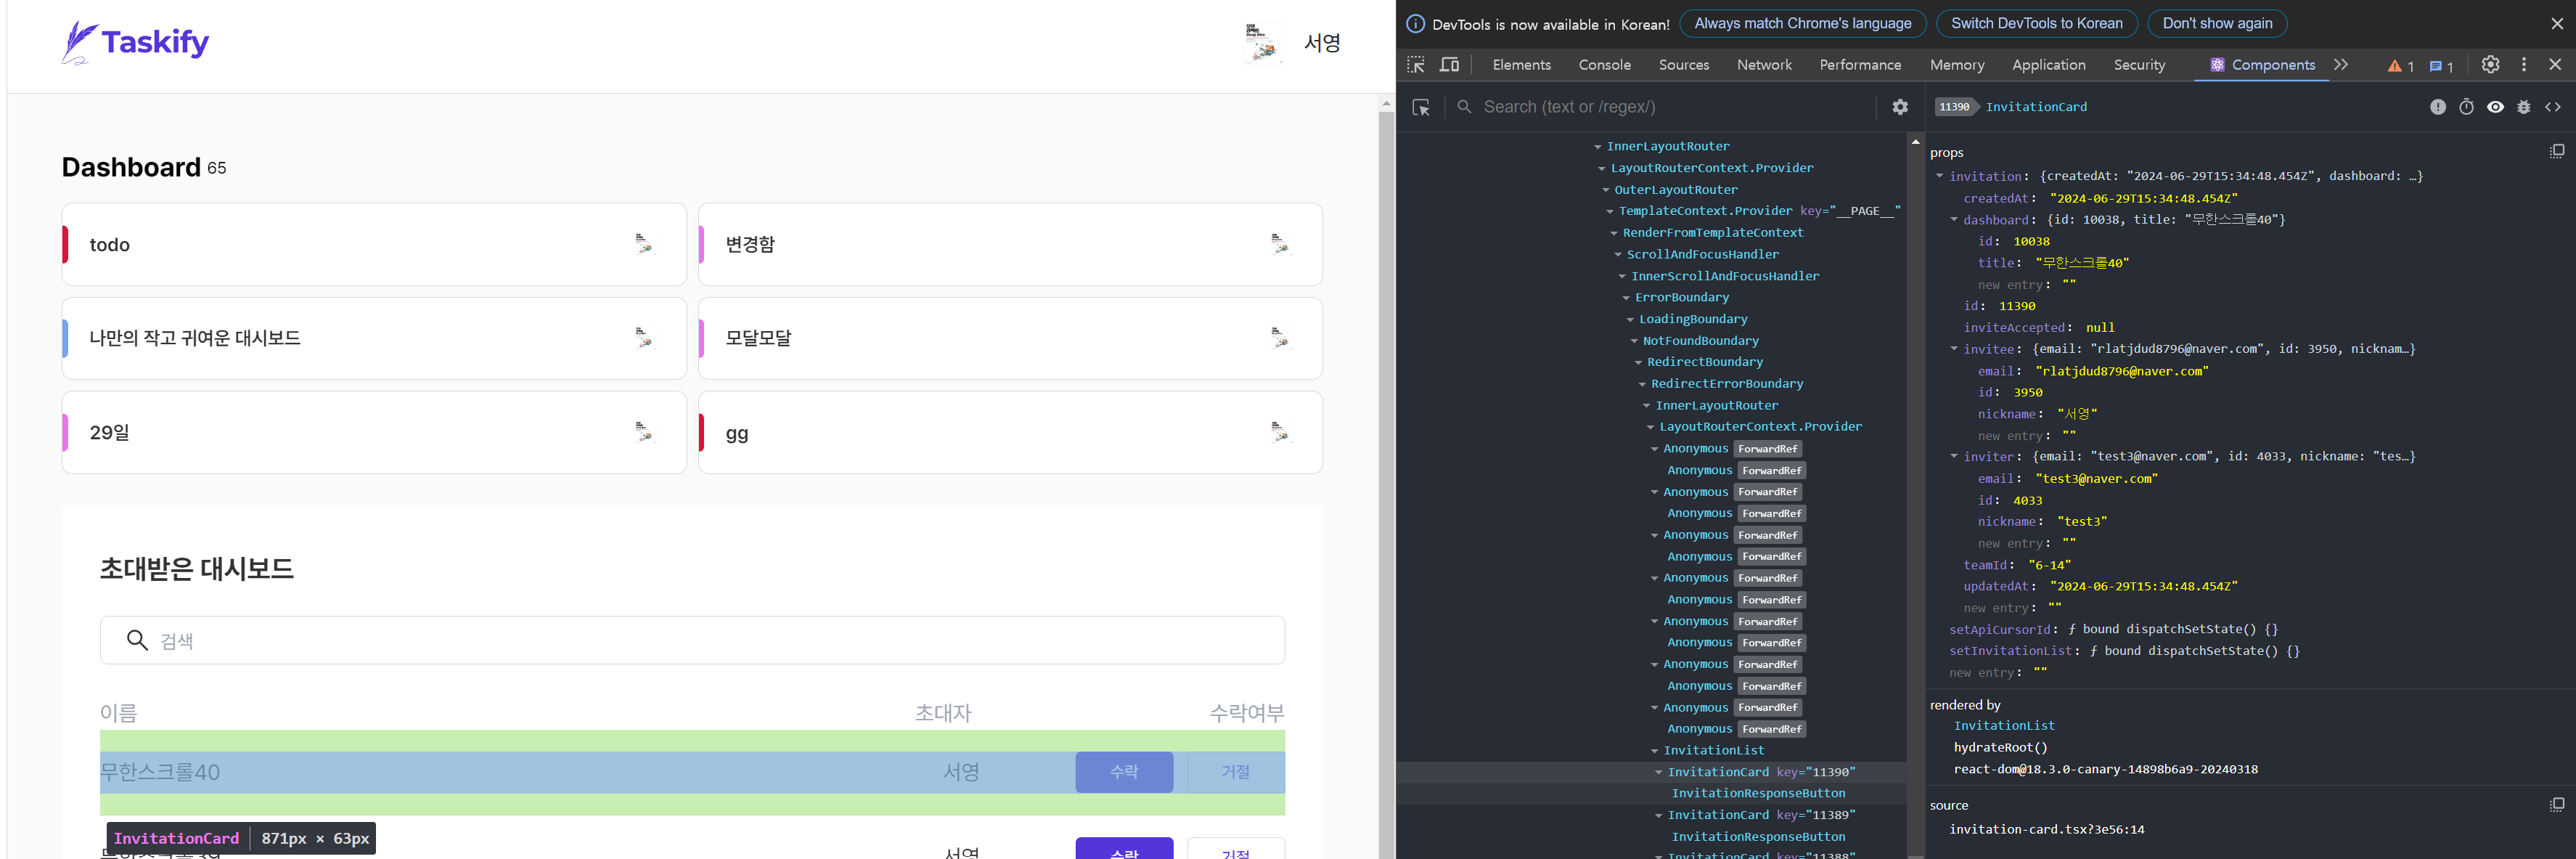 Taskify
서영
Dashboard 65
todo
변경함
나만의 작고 귀여운 대시보드
모달모달
29일
gg
초대받은 대시보드
검색
이름 초대자 수락여부
무한스크롤40 서영 수락 거절
InvitationCard 871px × 63px
무한스크롤39 서영 수락 거절
DevTools is now available in Korean! Always match Chrome's language Switch DevTools to Korean Don't show again
Elements Console Sources Network Performance Memory Application Security Components 1 1
Search (text or /regex/)
InnerLayoutRouter
LayoutRouterContext.Provider
OuterLayoutRouter
TemplateContext.Provider key="__PAGE__"
RenderFromTemplateContext
ScrollAndFocusHandler
InnerScrollAndFocusHandler
ErrorBoundary
LoadingBoundary
NotFoundBoundary
RedirectBoundary
RedirectErrorBoundary
InnerLayoutRouter
LayoutRouterContext.Provider
Anonymous ForwardRef
Anonymous ForwardRef
Anonymous ForwardRef
Anonymous ForwardRef
Anonymous ForwardRef
Anonymous ForwardRef
Anonymous ForwardRef
Anonymous ForwardRef
Anonymous ForwardRef
Anonymous ForwardRef
Anonymous ForwardRef
Anonymous ForwardRef
Anonymous ForwardRef
Anonymous ForwardRef
InvitationList
InvitationCard key="11390"
InvitationResponseButton
InvitationCard key="11389"
InvitationResponseButton
InvitationCard key="11388"
11390 InvitationCard
props
invitation: {createdAt: "2024-06-29T15:34:48.454Z", dashboard: …}
createdAt: "2024-06-29T15:34:48.454Z"
dashboard: {id: 10038, title: "무한스크롤40"}
id: 10038
title: "무한스크롤40"
new entry: ""
id: 11390
inviteAccepted: null
invitee: {email: "rlatjdud8796@naver.com", id: 3950, nicknam…}
email: "rlatjdud8796@naver.com"
id: 3950
nickname: "서영"
new entry: ""
inviter: {email: "test3@naver.com", id: 4033, nickname: "tes…}
email: "test3@naver.com"
id: 4033
nickname: "test3"
new entry: ""
teamId: "6-14"
updatedAt: "2024-06-29T15:34:48.454Z"
new entry: ""
setApiCursorId: ƒ bound dispatchSetState() {}
setInvitationList: ƒ bound dispatchSetState() {}
new entry: ""
rendered by
InvitationList
hydrateRoot()
react-dom@18.3.0-canary-14898b6a9-20240318
source
invitation-card.tsx?3e56:14